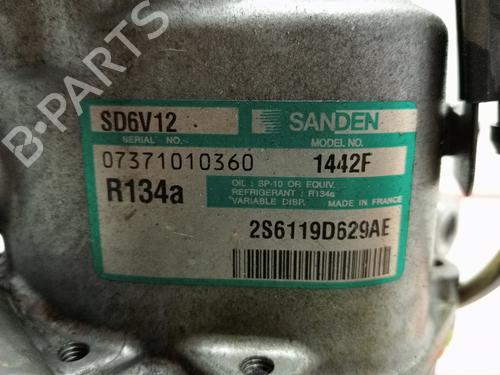 B-PARTS
SD6V12
SANDEN
SERIAL NO.
MODEL NO.
07371010360
1442F
R134a
OIL : SP-10 OR EQUIV.
REFRIGERANT : R134a
VARIABLE DISP.
MADE IN FRANCE
2S6119D629AE